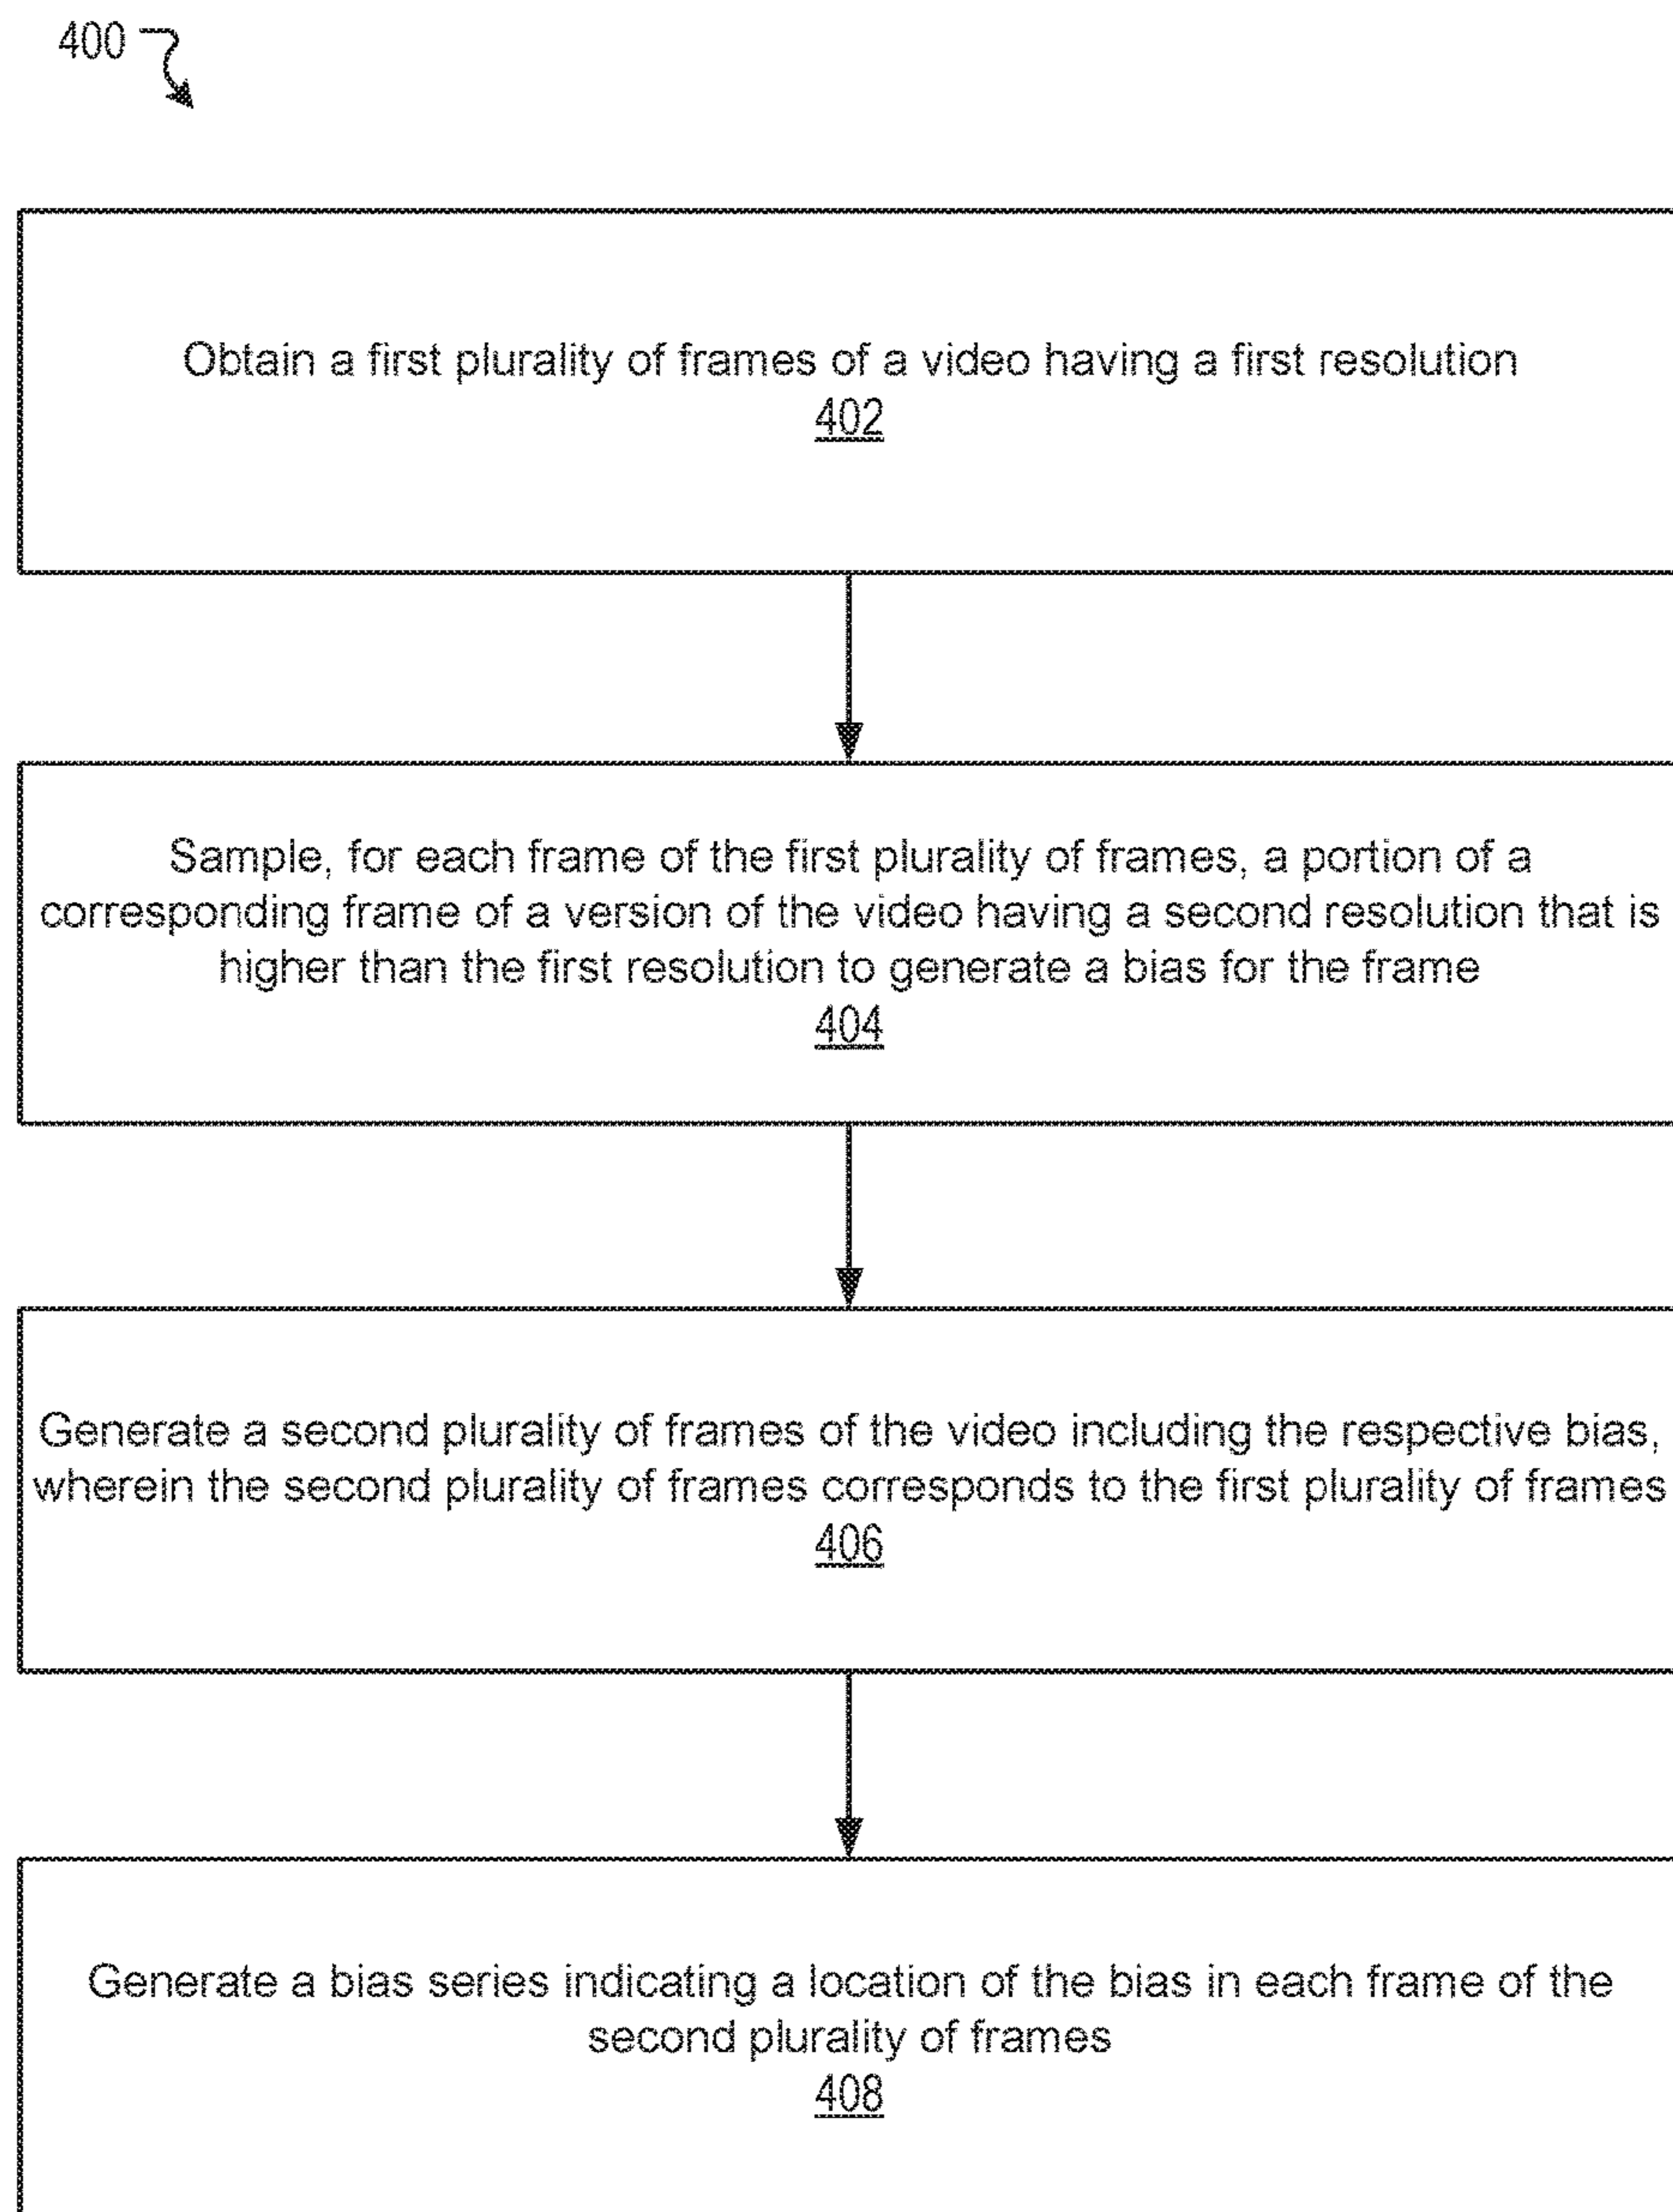 400
Obtain a first plurality of frames of a video having a first resolution
402
Sample, for each frame of the first plurality of frames, a portion of a
corresponding frame of a version of the video having a second resolution that is
higher than the first resolution to generate a bias for the frame
404
Generate a second plurality of frames of the video including the respective bias,
wherein the second plurality of frames corresponds to the first plurality of frames
406
Generate a bias series indicating a location of the bias in each frame of the
second plurality of frames
408